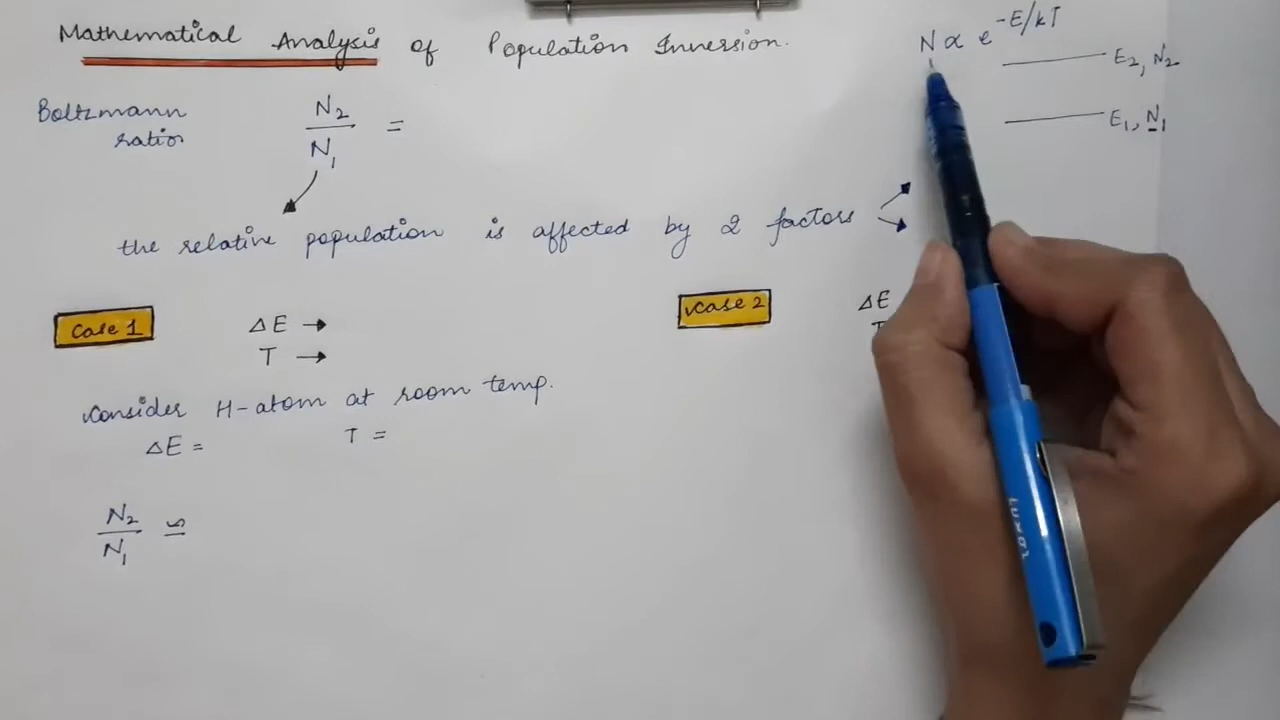 Mathematical Analysis of Population Inversion.
N ∝ e^-E/kT
E2, N2
E1, N1
Boltzmann
ratio
N2/N1 =
the relative population is affected by 2 factors
Case 1
ΔE →
T →
Case 2
ΔE
T
Consider H-atom at room temp.
ΔE =
T =
N2/N1 ≌
LUXOR